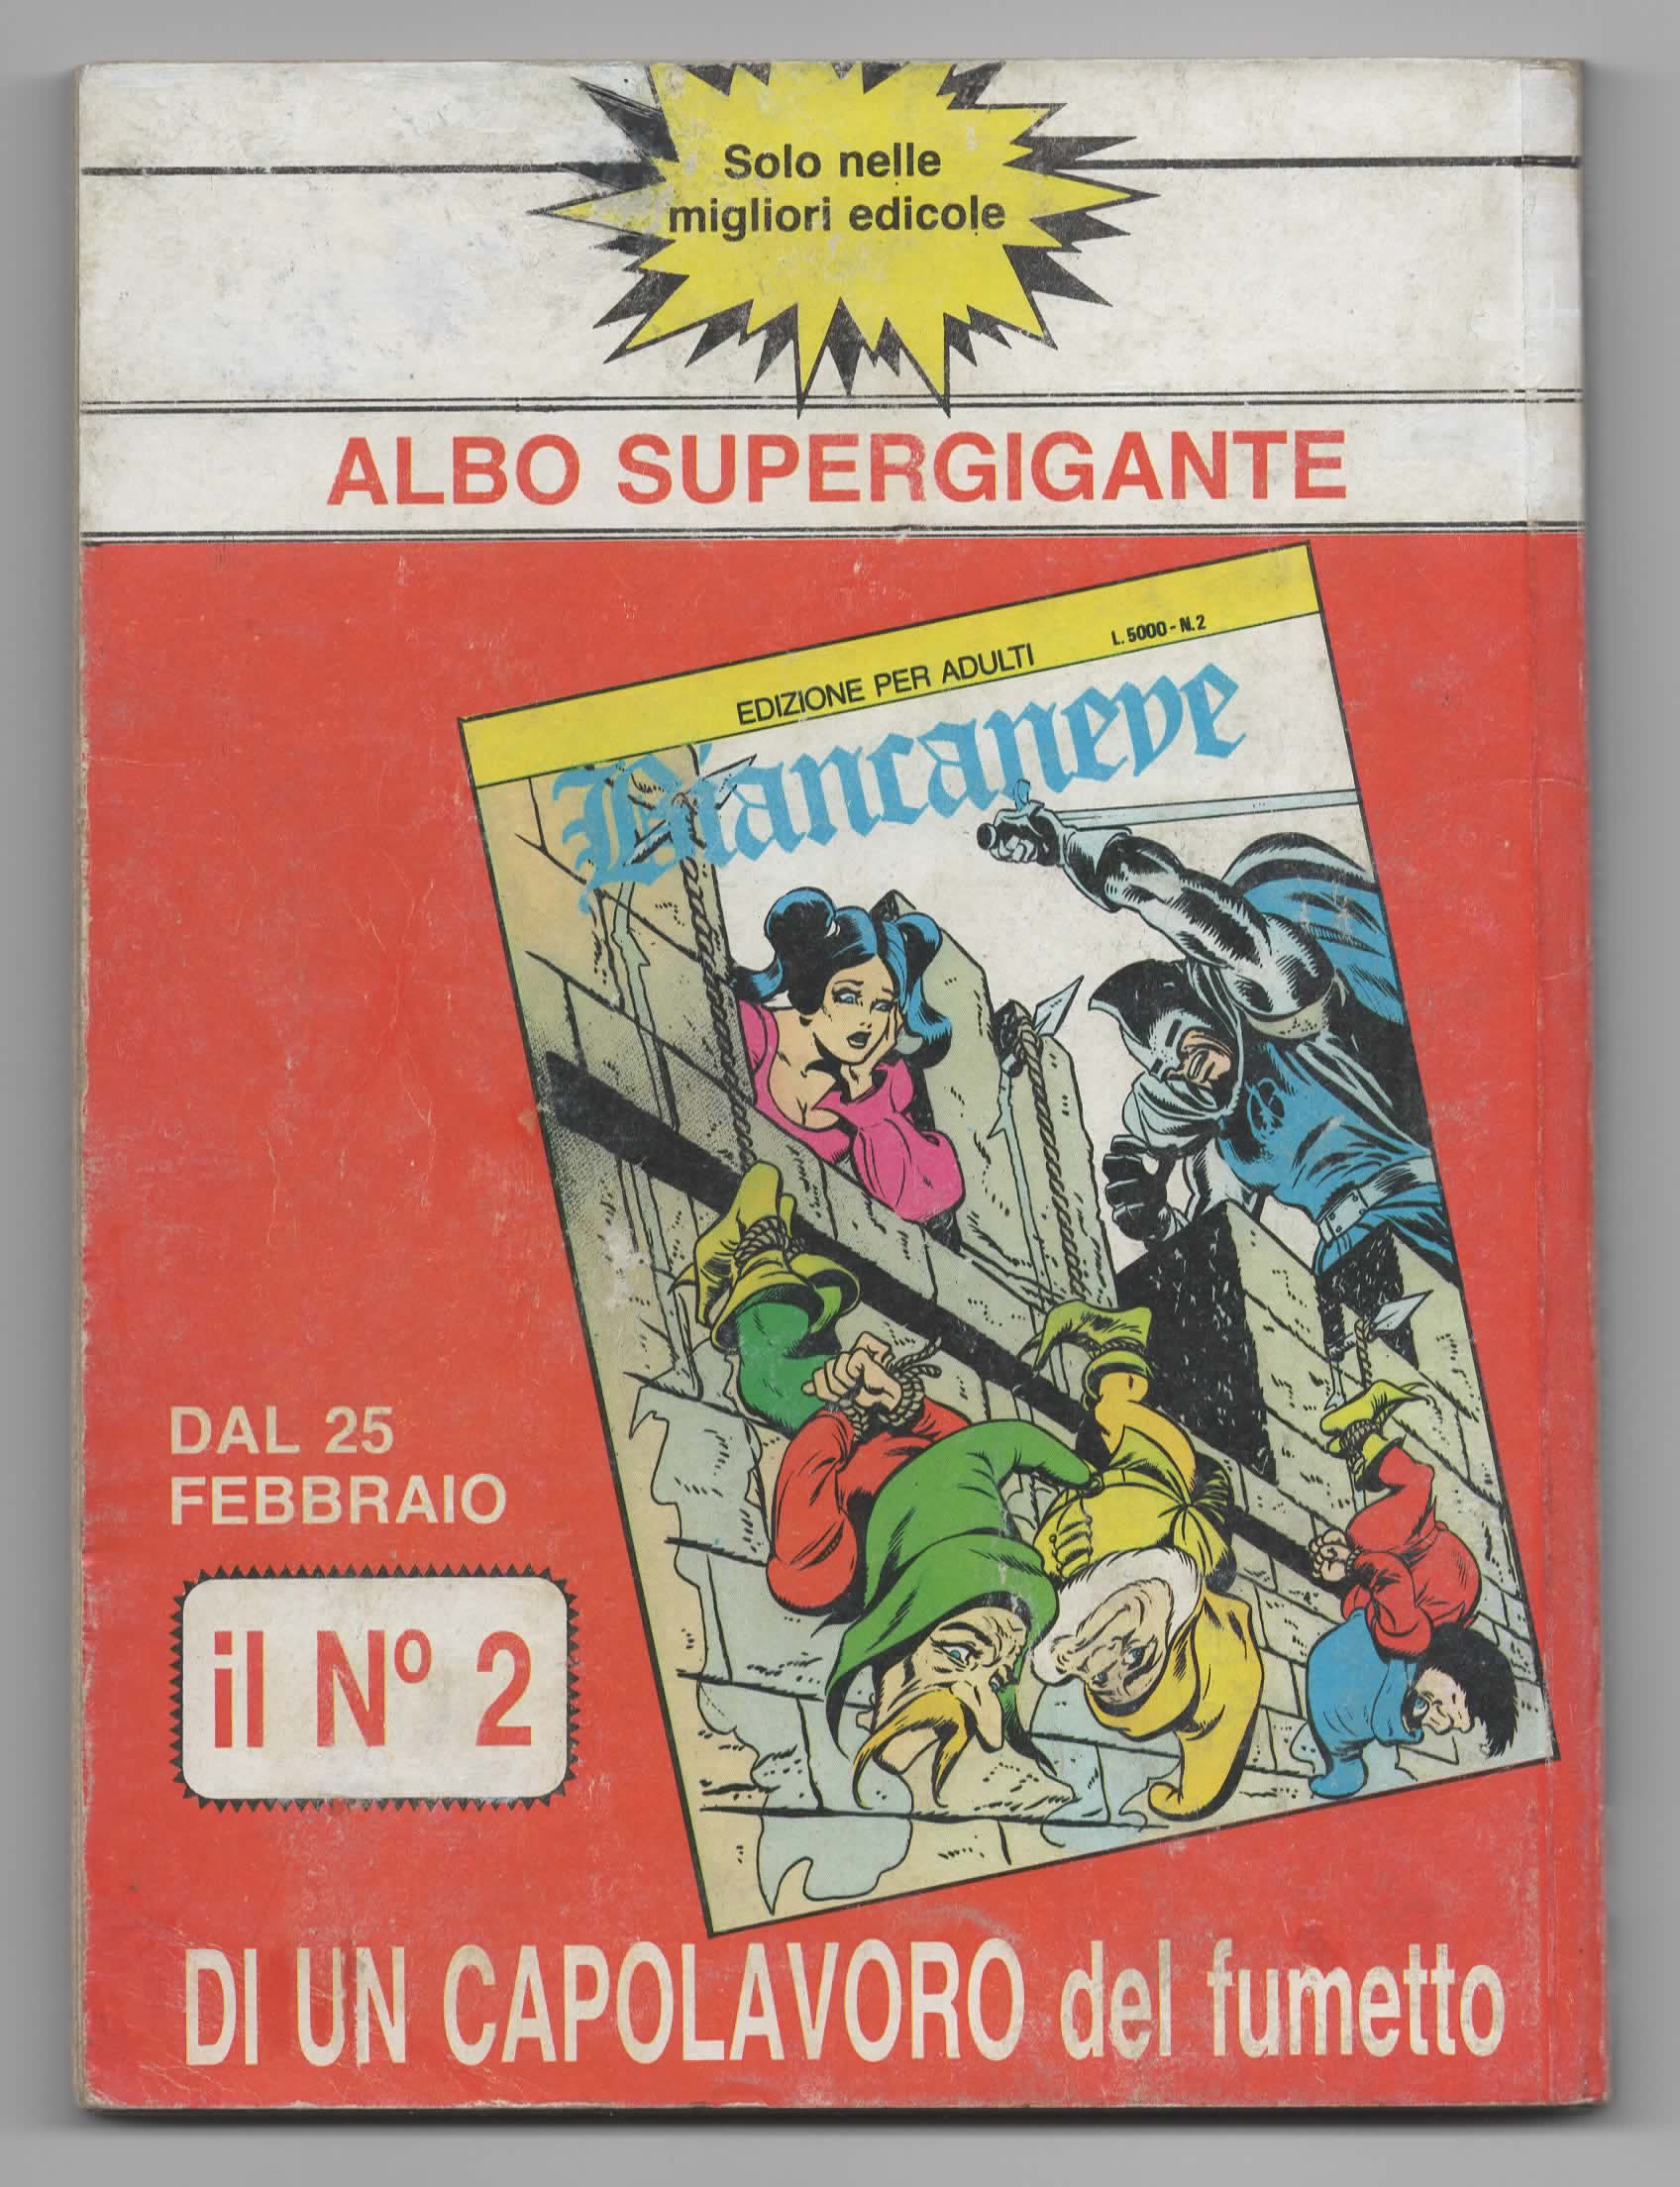 Solo nelle
migliori edicole
ALBO SUPERGIGANTE
EDIZIONE PER ADULTI
L. 5000 - N. 2
Biancaneve
DAL 25
FEBBRAIO
il Nº 2
DI UN CAPOLAVORO del fumetto